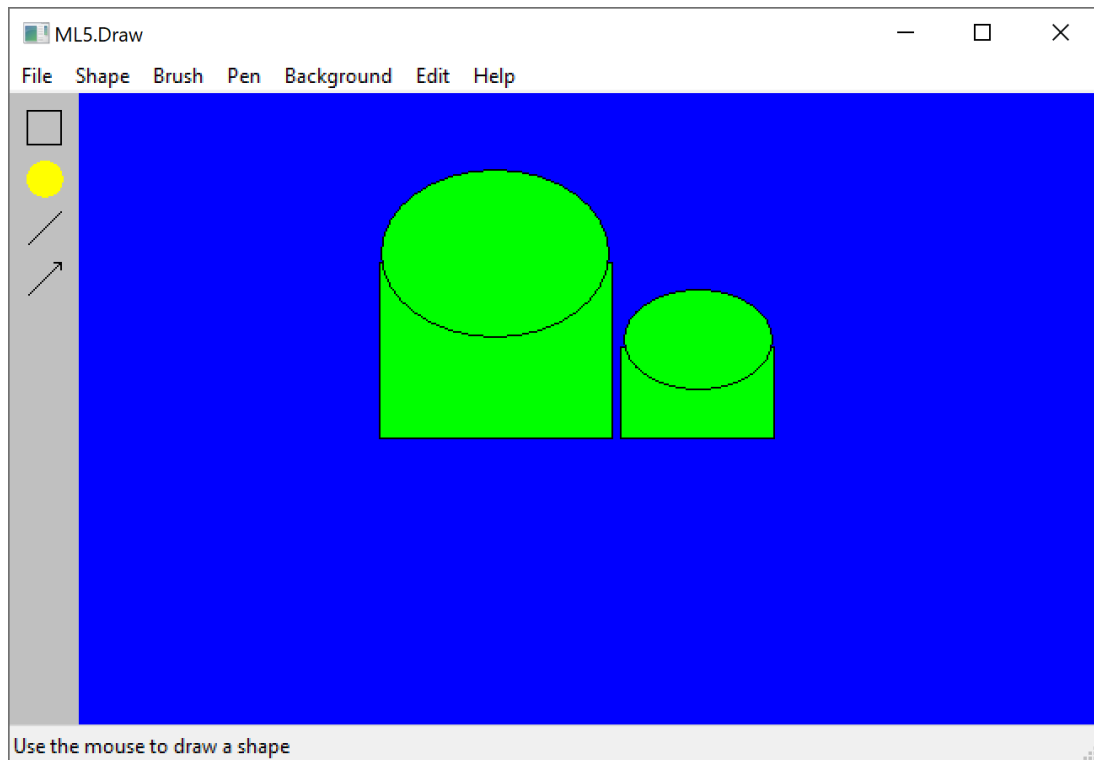 ML5.Draw
File Shape Brush Pen Background Edit Help
Use the mouse to draw a shape